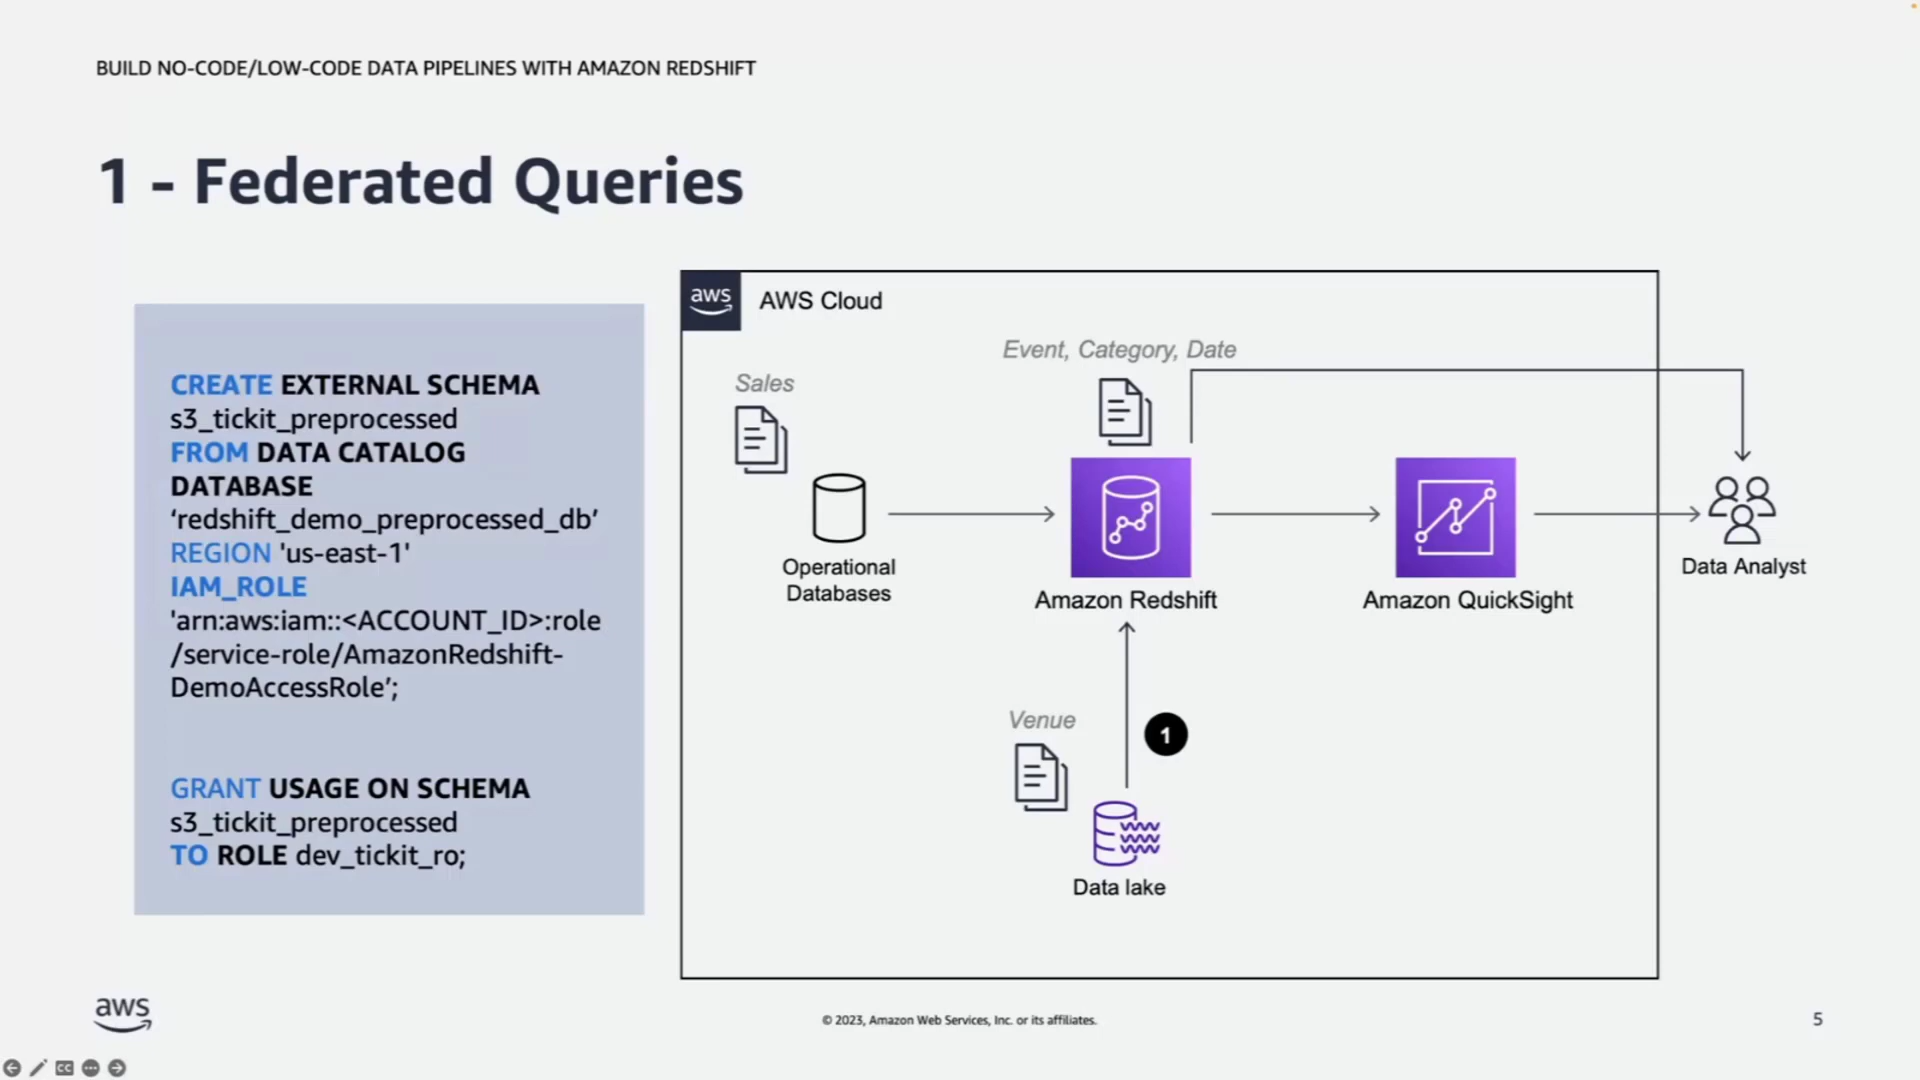 BUILD NO-CODE/LOW-CODE DATA PIPELINES WITH AMAZON REDSHIFT
1 - Federated Queries
CREATE EXTERNAL SCHEMA
s3_tickit_preprocessed
FROM DATA CATALOG
DATABASE
‘redshift_demo_preprocessed_db’
REGION 'us-east-1'
IAM_ROLE
'arn:aws:iam::<ACCOUNT_ID>:role
/service-role/AmazonRedshift-
DemoAccessRole’;
GRANT USAGE ON SCHEMA
s3_tickit_preprocessed
TO ROLE dev_tickit_ro;
aws
AWS Cloud
Event, Category, Date
Sales
Operational
Databases
Amazon Redshift
Amazon QuickSight
Data Analyst
Venue
1
Data lake
aws
© 2023, Amazon Web Services, Inc. or its affiliates.
5
CC